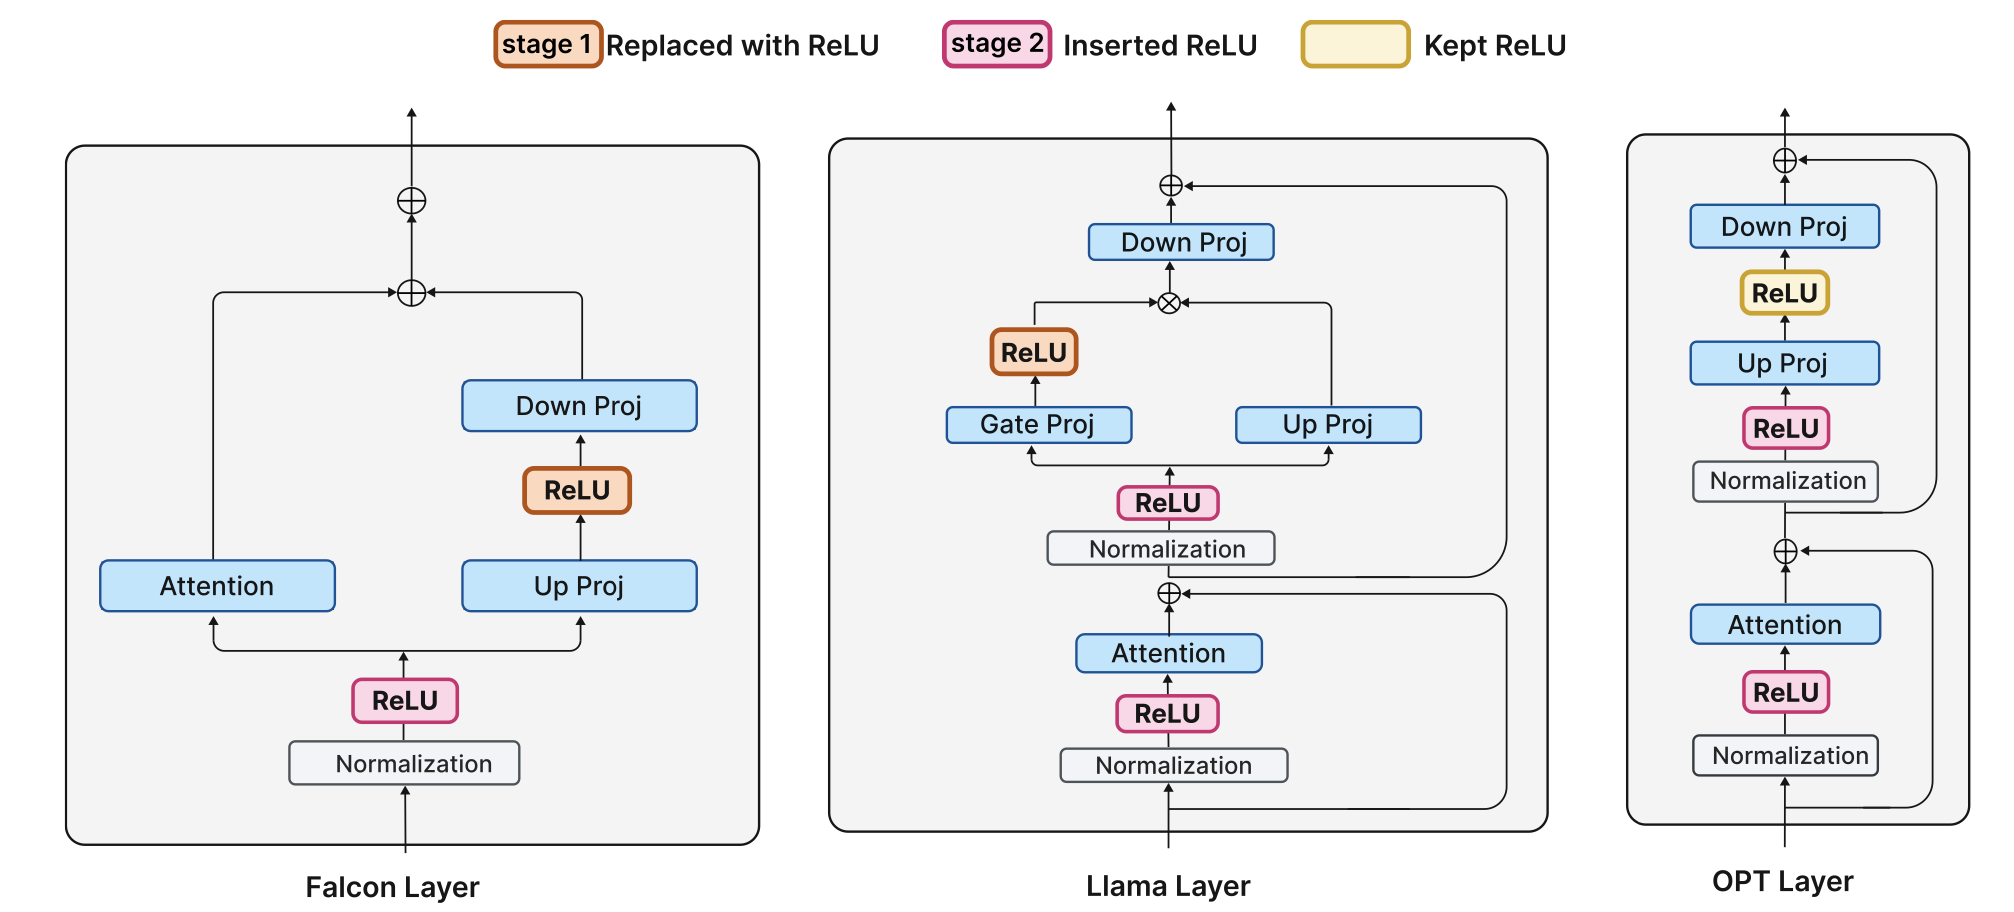 stage 1 Replaced with ReLU
stage 2 Inserted ReLU
Kept ReLU
Down Proj
ReLU
Attention
Up Proj
ReLU
Normalization
Falcon Layer
Down Proj
ReLU
Gate Proj
Up Proj
ReLU
Normalization
Attention
ReLU
Normalization
Llama Layer
Down Proj
ReLU
Up Proj
ReLU
Normalization
Attention
ReLU
Normalization
OPT Layer